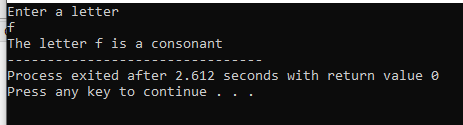 Enter a letter
f
The letter f is a consonant
--------------------------------
Process exited after 2.612 seconds with return value 0
Press any key to continue . . .